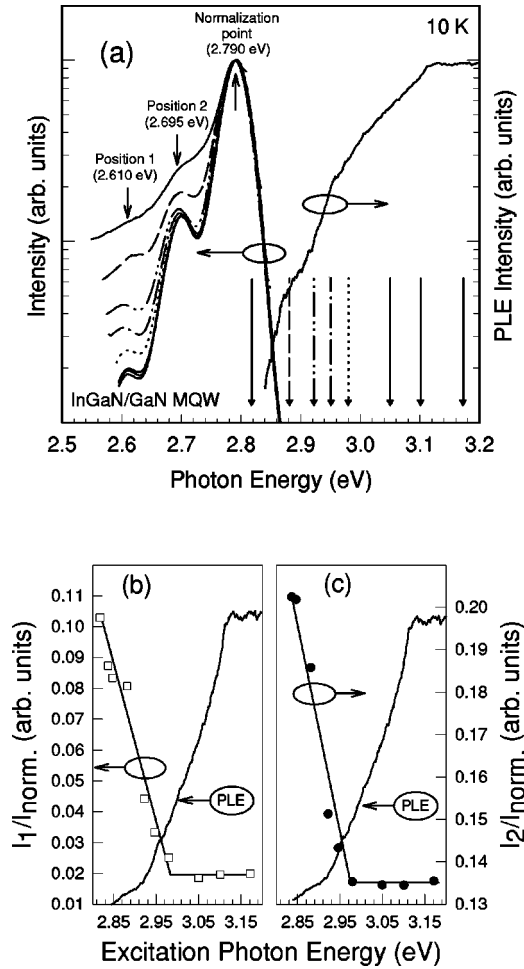 Normalization
point
(2.790 eV)
10 K
(a)
Position 2
(2.695 eV)
Position 1
(2.610 eV)
Intensity (arb. units)
PLE Intensity (arb. units)
InGaN/GaN MQW
2.5 2.6 2.7 2.8 2.9 3.0 3.1 3.2
Photon Energy (eV)
(b)
(c)
0.11
0.10
0.09
0.08
0.07
0.06
0.05
0.04
0.03
0.02
0.01
I1/Inorm. (arb. units)
PLE
PLE
0.20
0.19
0.18
0.17
0.16
0.15
0.14
0.13
I2/Inorm. (arb. units)
2.85 2.95 3.05 3.15
2.85 2.95 3.05 3.15
Excitation Photon Energy (eV)